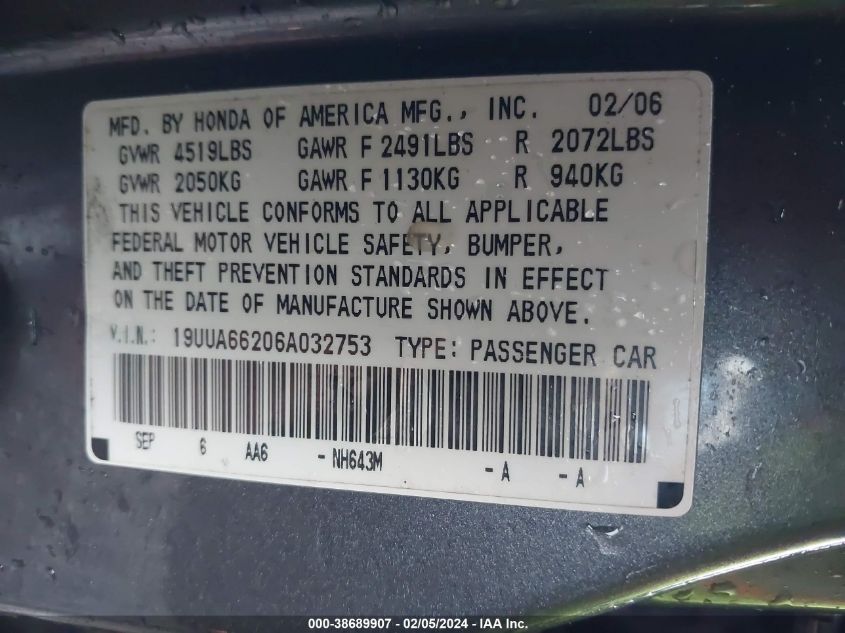 MFD. BY HONDA OF AMERICA MFG., INC. 02/06
GVWR 4519LBS GAWR F 2491LBS R 2072LBS
GVWR 2050KG GAWR F 1130KG R 940KG
THIS VEHICLE CONFORMS TO ALL APPLICABLE
FEDERAL MOTOR VEHICLE SAFETY, BUMPER,
AND THEFT PREVENTION STANDARDS IN EFFECT
ON THE DATE OF MANUFACTURE SHOWN ABOVE.
V.I.N.: 19UUA66206A032753 TYPE: PASSENGER CAR
SEP 6 AA6 - NH643M - A - A
000-38689907 - 02/05/2024 - IAA Inc.